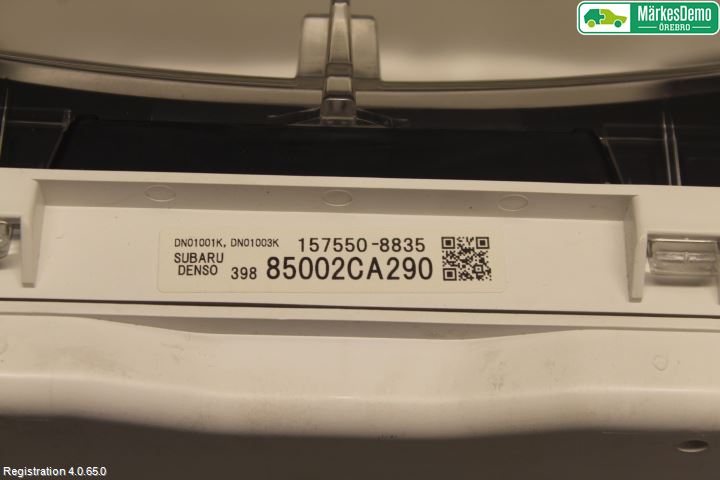 MärkesDemo
ÖREBRO
DN01001K, DN01003K 157550-8835
SUBARU
DENSO 398 85002CA290
Registration 4.0.65.0